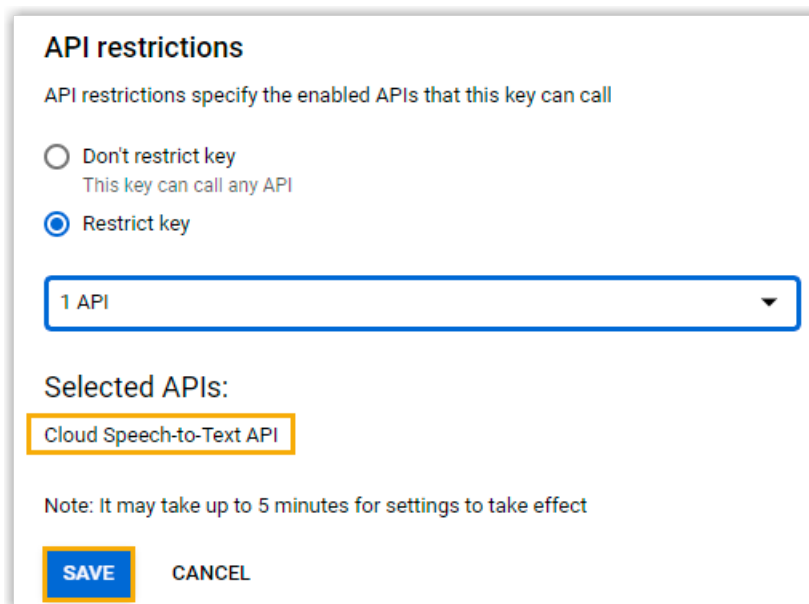 API restrictions
API restrictions specify the enabled APIs that this key can call
Don't restrict key
This key can call any API
Restrict key
1 API
Selected APIs:
Cloud Speech-to-Text API
Note: It may take up to 5 minutes for settings to take effect
SAVE CANCEL